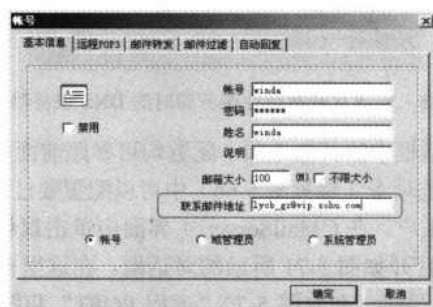 帐号
基本信息 远程POP3 邮件转发 邮件过滤 自动回复
帐号 winda
禁用
密码 ******
姓名 winda
说明
邮箱大小 100 (M) 不限大小
联系邮件地址 lycb_gz@vip.sohu.com
帐号 域管理员 系统管理员
确定 取消